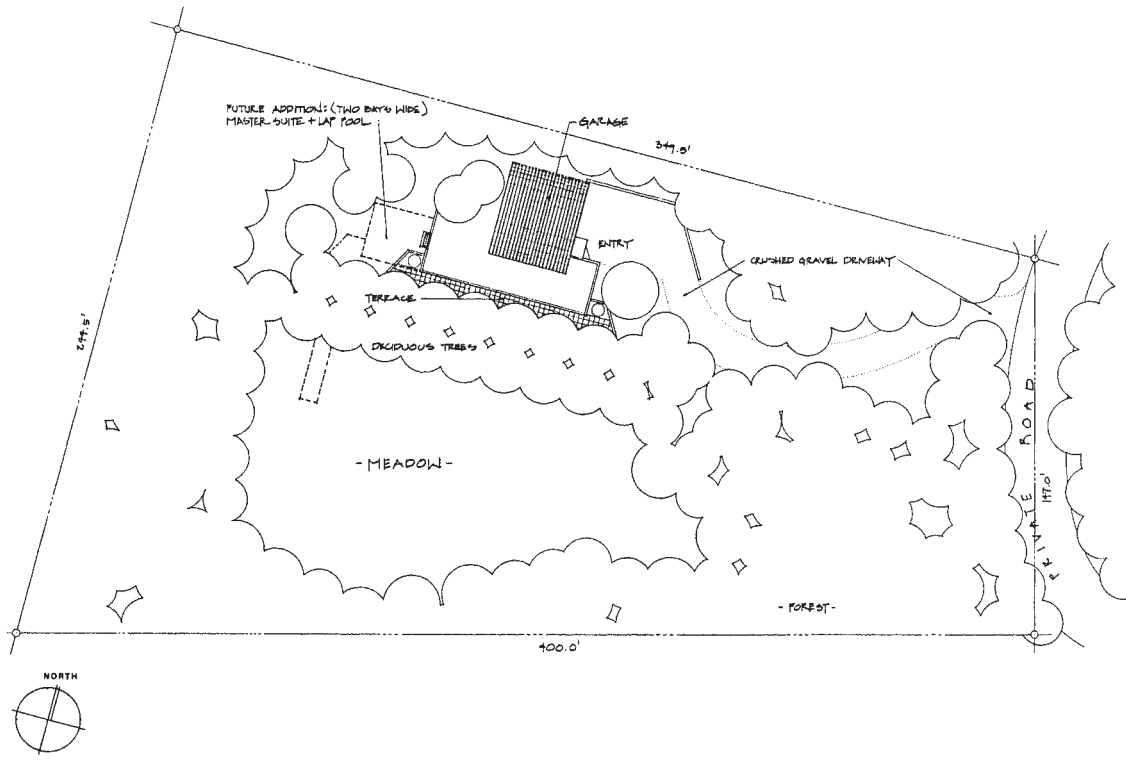 FUTURE ADDITION: (TWO BAYS WIDE)
MASTER SUITE + LAP POOL
GARAGE
349.5'
ENTRY
CRUSHED GRAVEL DRIVEWAY
TERRACE
DECIDUOUS TREES
244.5'
- MEADOW -
PRIVATE ROAD
147.0'
- FOREST -
400.0'
NORTH